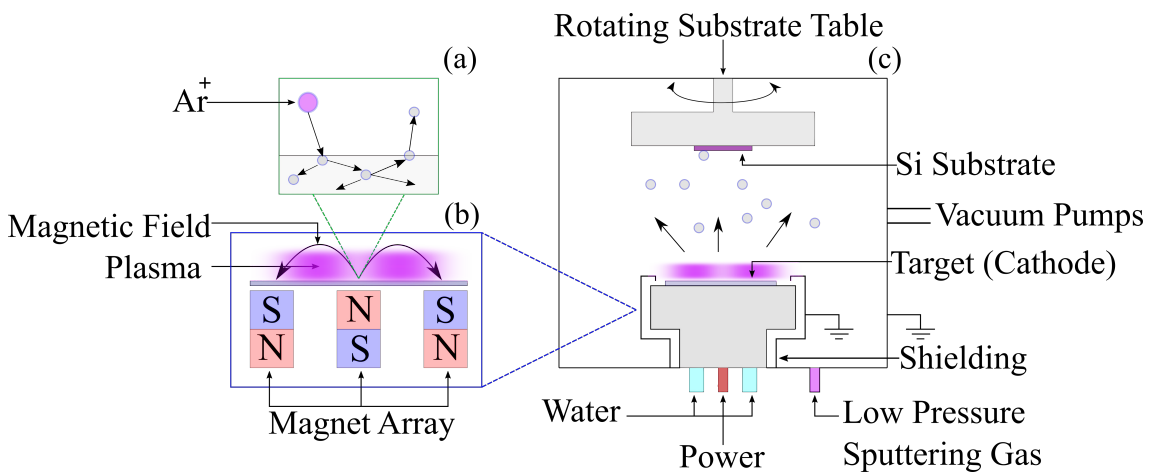 Rotating Substrate Table
(a)
(c)
Ar+
Si Substrate
(b)
Magnetic Field
Vacuum Pumps
Plasma
Target (Cathode)
S N S
N S N
Shielding
Magnet Array
Water
Low Pressure
Sputtering Gas
Power